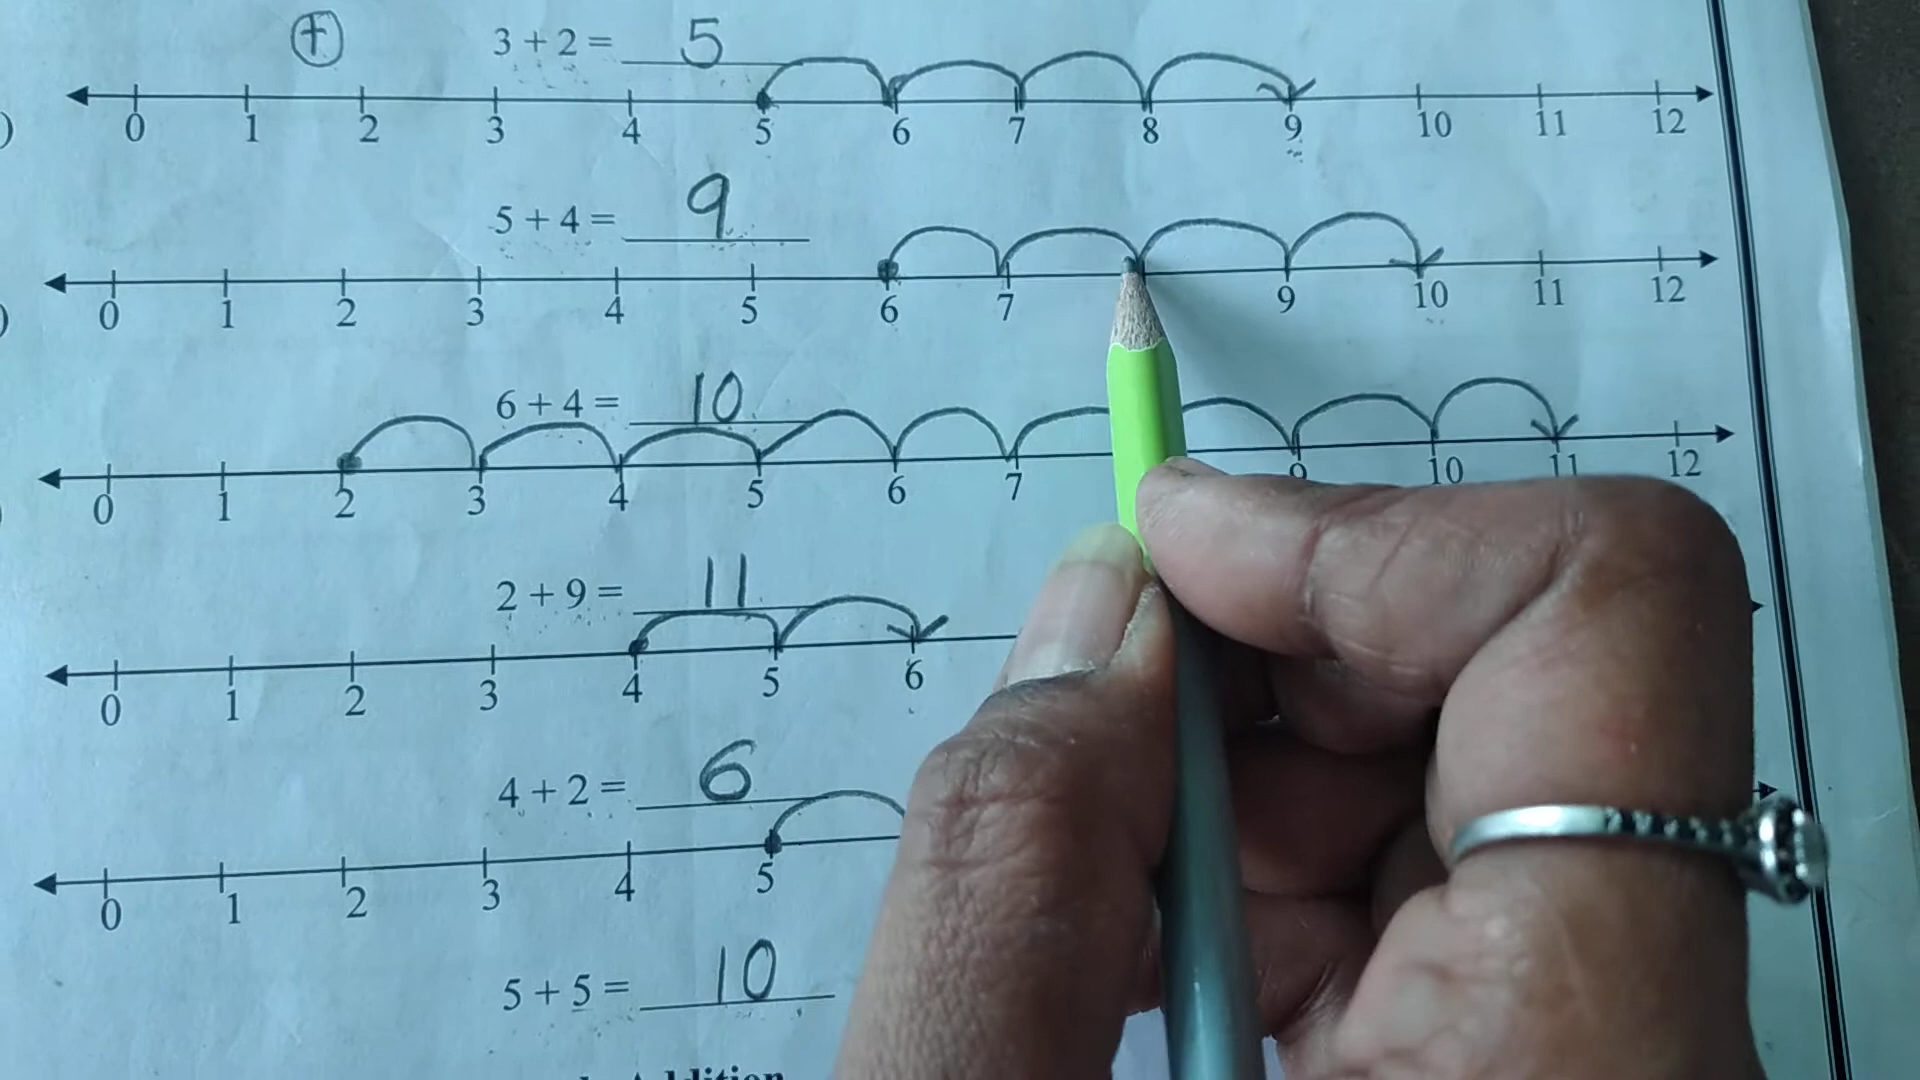 + 3 + 2 = 5
) 0 1 2 3 4 5 6 7 8 9 10 11 12
5 + 4 = 9
) 0 1 2 3 4 5 6 7 9 10 11 12
6 + 4 = 10
0 1 2 3 4 5 6 7 9 10 11 12
2 + 9 = 11
0 1 2 3 4 5 6
4 + 2 = 6
0 1 2 3 4 5
5 + 5 = 10
Addition